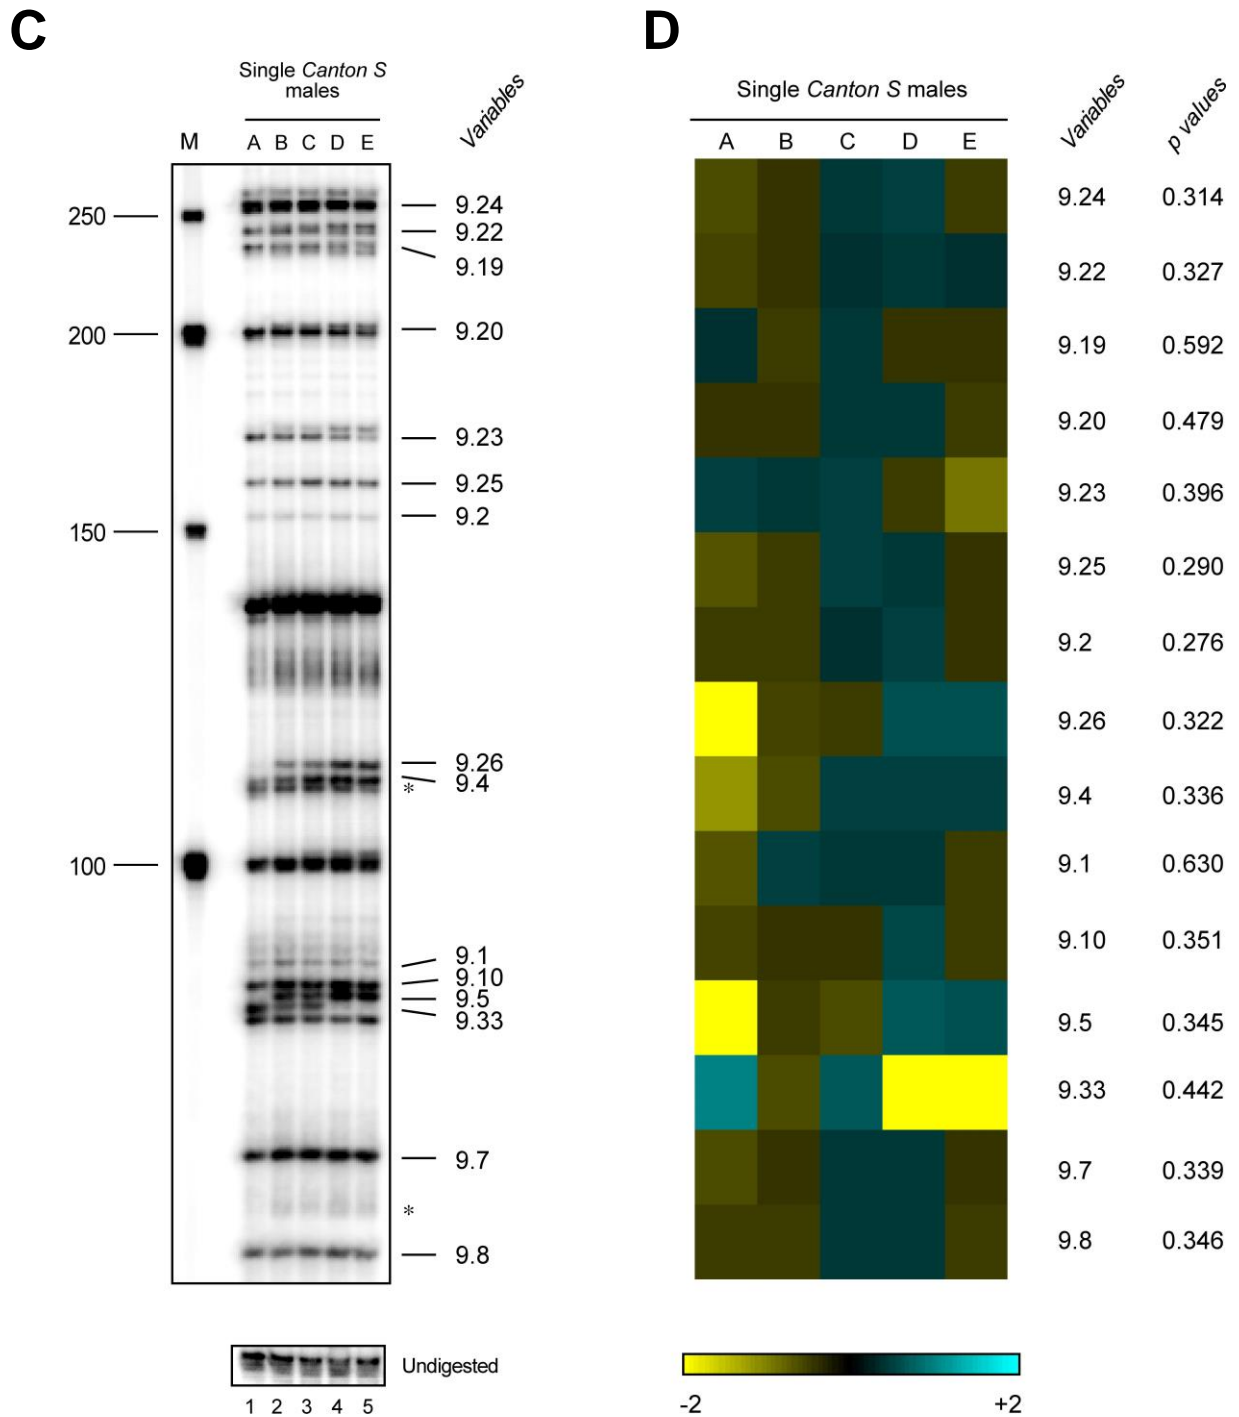 C
Single Canton S
males
Variables
M
A B C D E
250
200
150
100
9.24
9.22
9.19
9.20
9.23
9.25
9.2
9.26
9.4
*
9.1
9.10
9.5
9.33
9.7
*
9.8
Undigested
1 2 3 4 5
D
Single Canton S males
Variables
p values
A B C D E
9.24 0.314
9.22 0.327
9.19 0.592
9.20 0.479
9.23 0.396
9.25 0.290
9.2 0.276
9.26 0.322
9.4 0.336
9.1 0.630
9.10 0.351
9.5 0.345
9.33 0.442
9.7 0.339
9.8 0.346
-2 +2